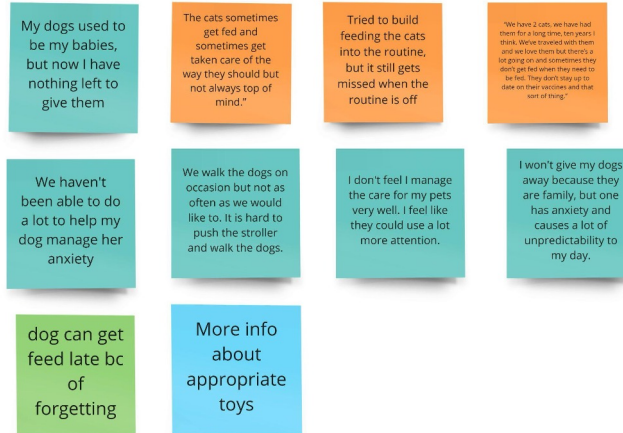 My dogs used to
be my babies,
but now I have
nothing left to
give them
The cats sometimes
get fed and
sometimes get
taken care of the
way they should but
not always top of
mind.”
Tried to build
feeding the cats
into the routine,
but it still gets
missed when the
routine is off
"We have 2 cats, we have had
them for a long time, ten years I
think. We've traveled with them
and we love them but there's a
lot going on and sometimes they
don't get fed when they need to
be fed. They don't stay up to
date on their vaccines and that
sort of thing."
We haven't
been able to do
a lot to help my
dog manage her
anxiety
We walk the dogs on
occasion but not as
often as we would
like to. It is hard to
push the stroller
and walk the dogs.
I don't feel I manage
the care for my pets
very well. I feel like
they could use a lot
more attention.
I won't give my dogs
away because they
are family, but one
has anxiety and
causes a lot of
unpredictability to
my day.
dog can get
feed late bc
of
forgetting
More info
about
appropriate
toys